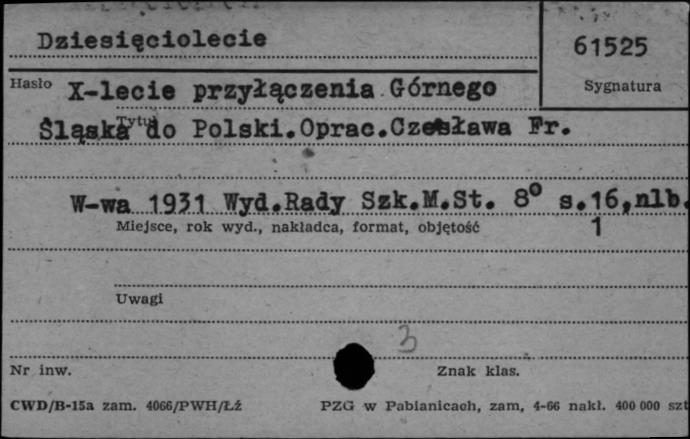 Dziesięciolecie
61525
Hasło X-lecie przyłączenia Górnego
Sygnatura
Śląska do Polski.Oprac.Czesława Fr.
Tytuł
W-wa 1931 Wyd.Rady Szk.M.St. 8° s.16,nlb.
Miejsce, rok wyd., nakładca, format, objętość 1
Uwagi
3
Nr inw. Znak klas.
CWD/B-15a zam. 4066/PWH/Łż PZG w Pabianicach, zam, 4-66 nakł. 400 000 szt